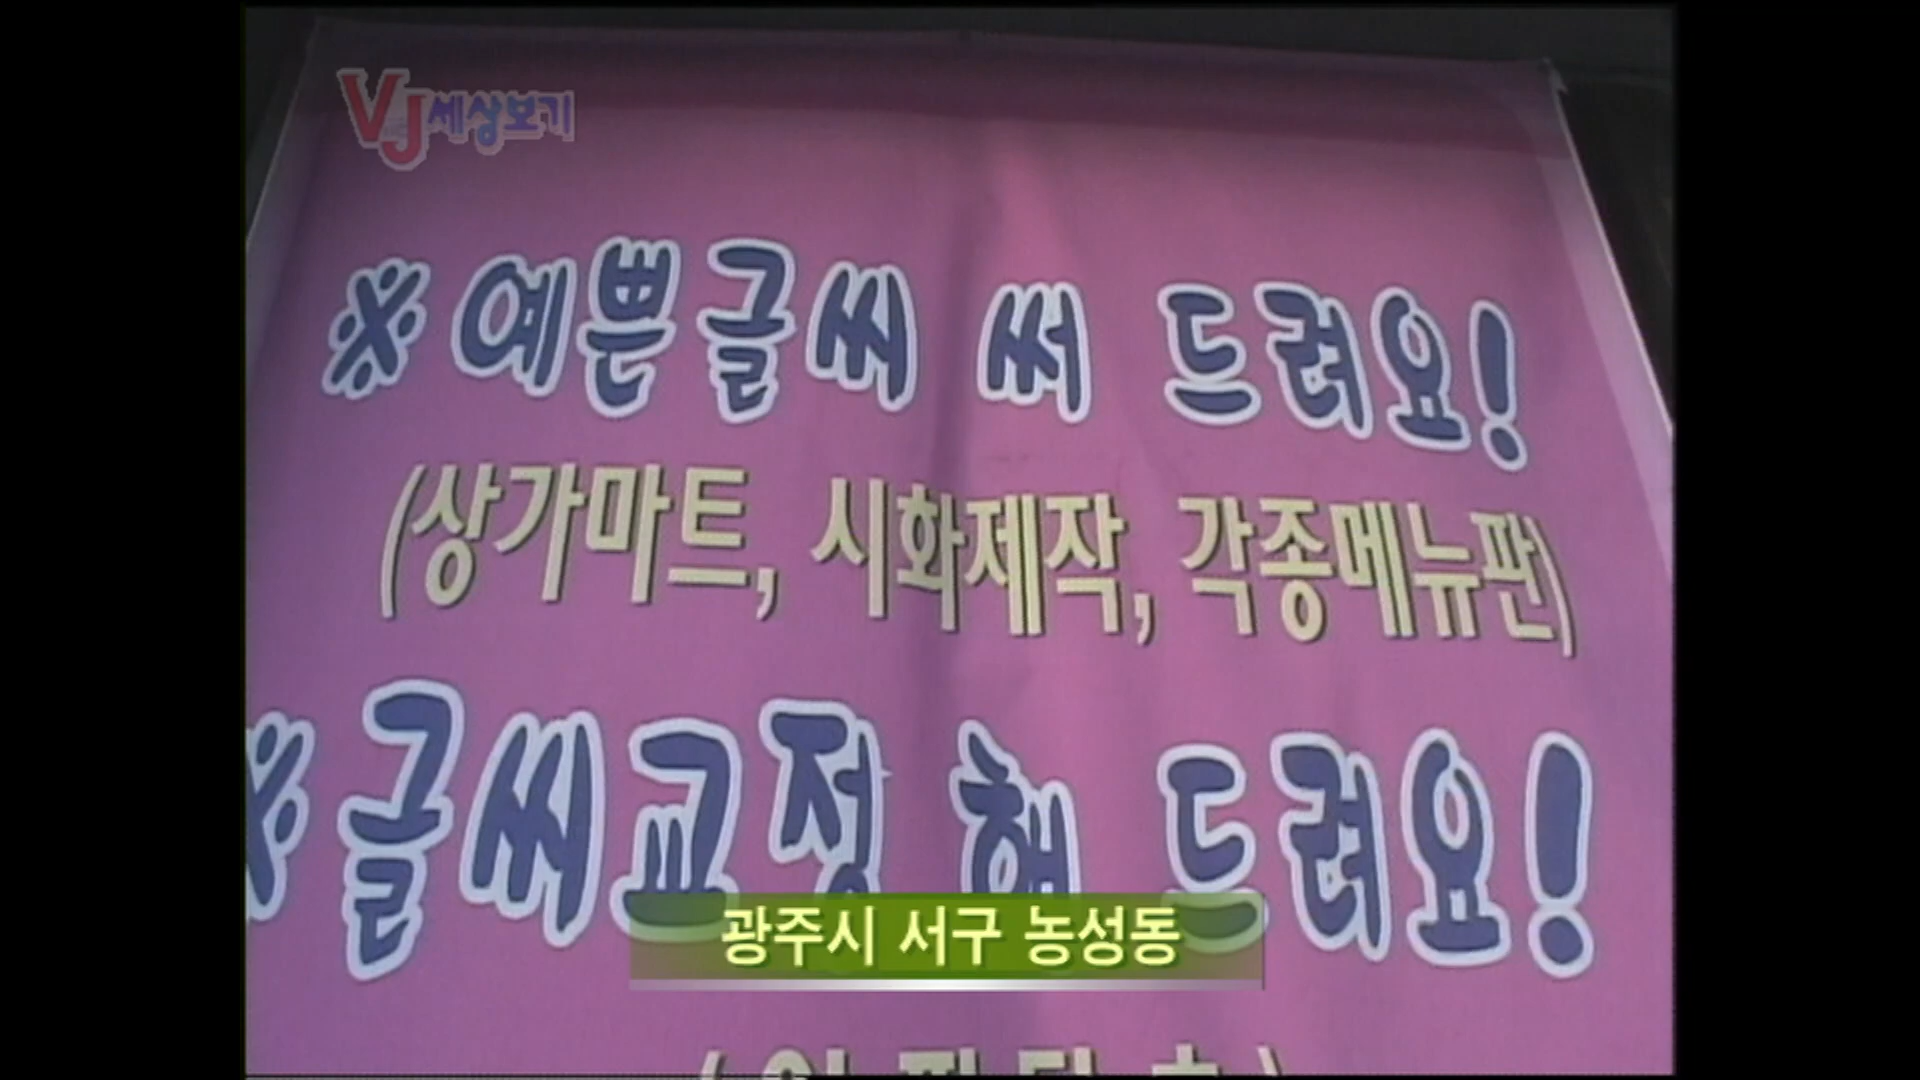 VJ세상보기
※예쁜글씨 써 드려요!
(상가마트, 시화제작, 각종메뉴판)
※글씨교정 해 드려요!
광주시 서구 농성동